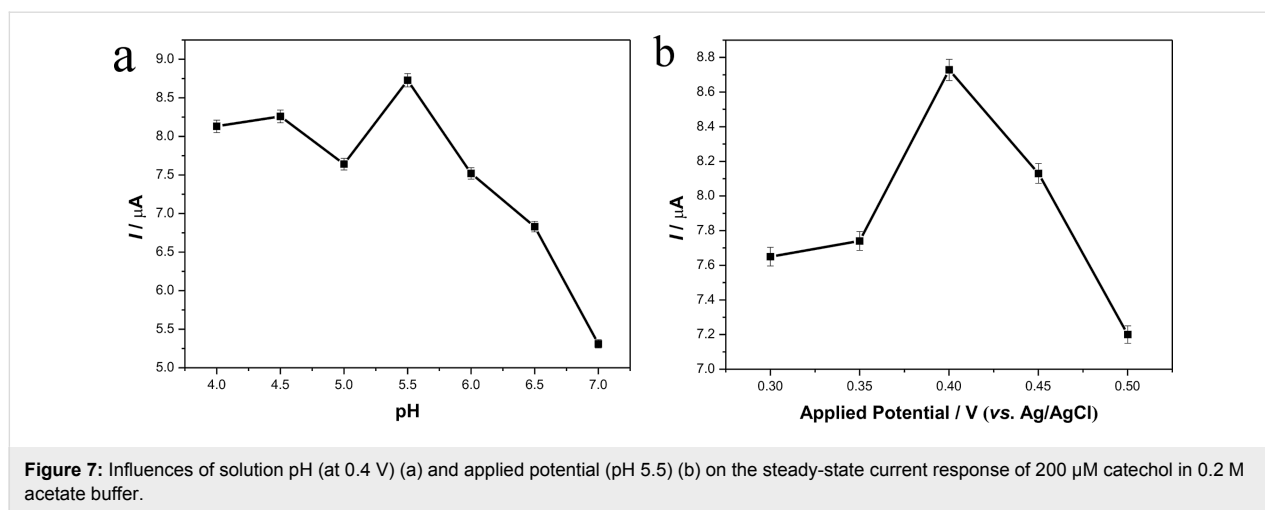 a
9.0
8.5
8.0
7.5
7.0
6.5
6.0
5.5
5.0
I / μA
4.0 4.5 5.0 5.5 6.0 6.5 7.0
pH
b
8.8
8.6
8.4
8.2
8.0
7.8
7.6
7.4
7.2
7.0
I / μA
0.30 0.35 0.40 0.45 0.50
Applied Potential / V (vs. Ag/AgCl)
Figure 7: Influences of solution pH (at 0.4 V) (a) and applied potential (pH 5.5) (b) on the steady-state current response of 200 μM catechol in 0.2 M
acetate buffer.